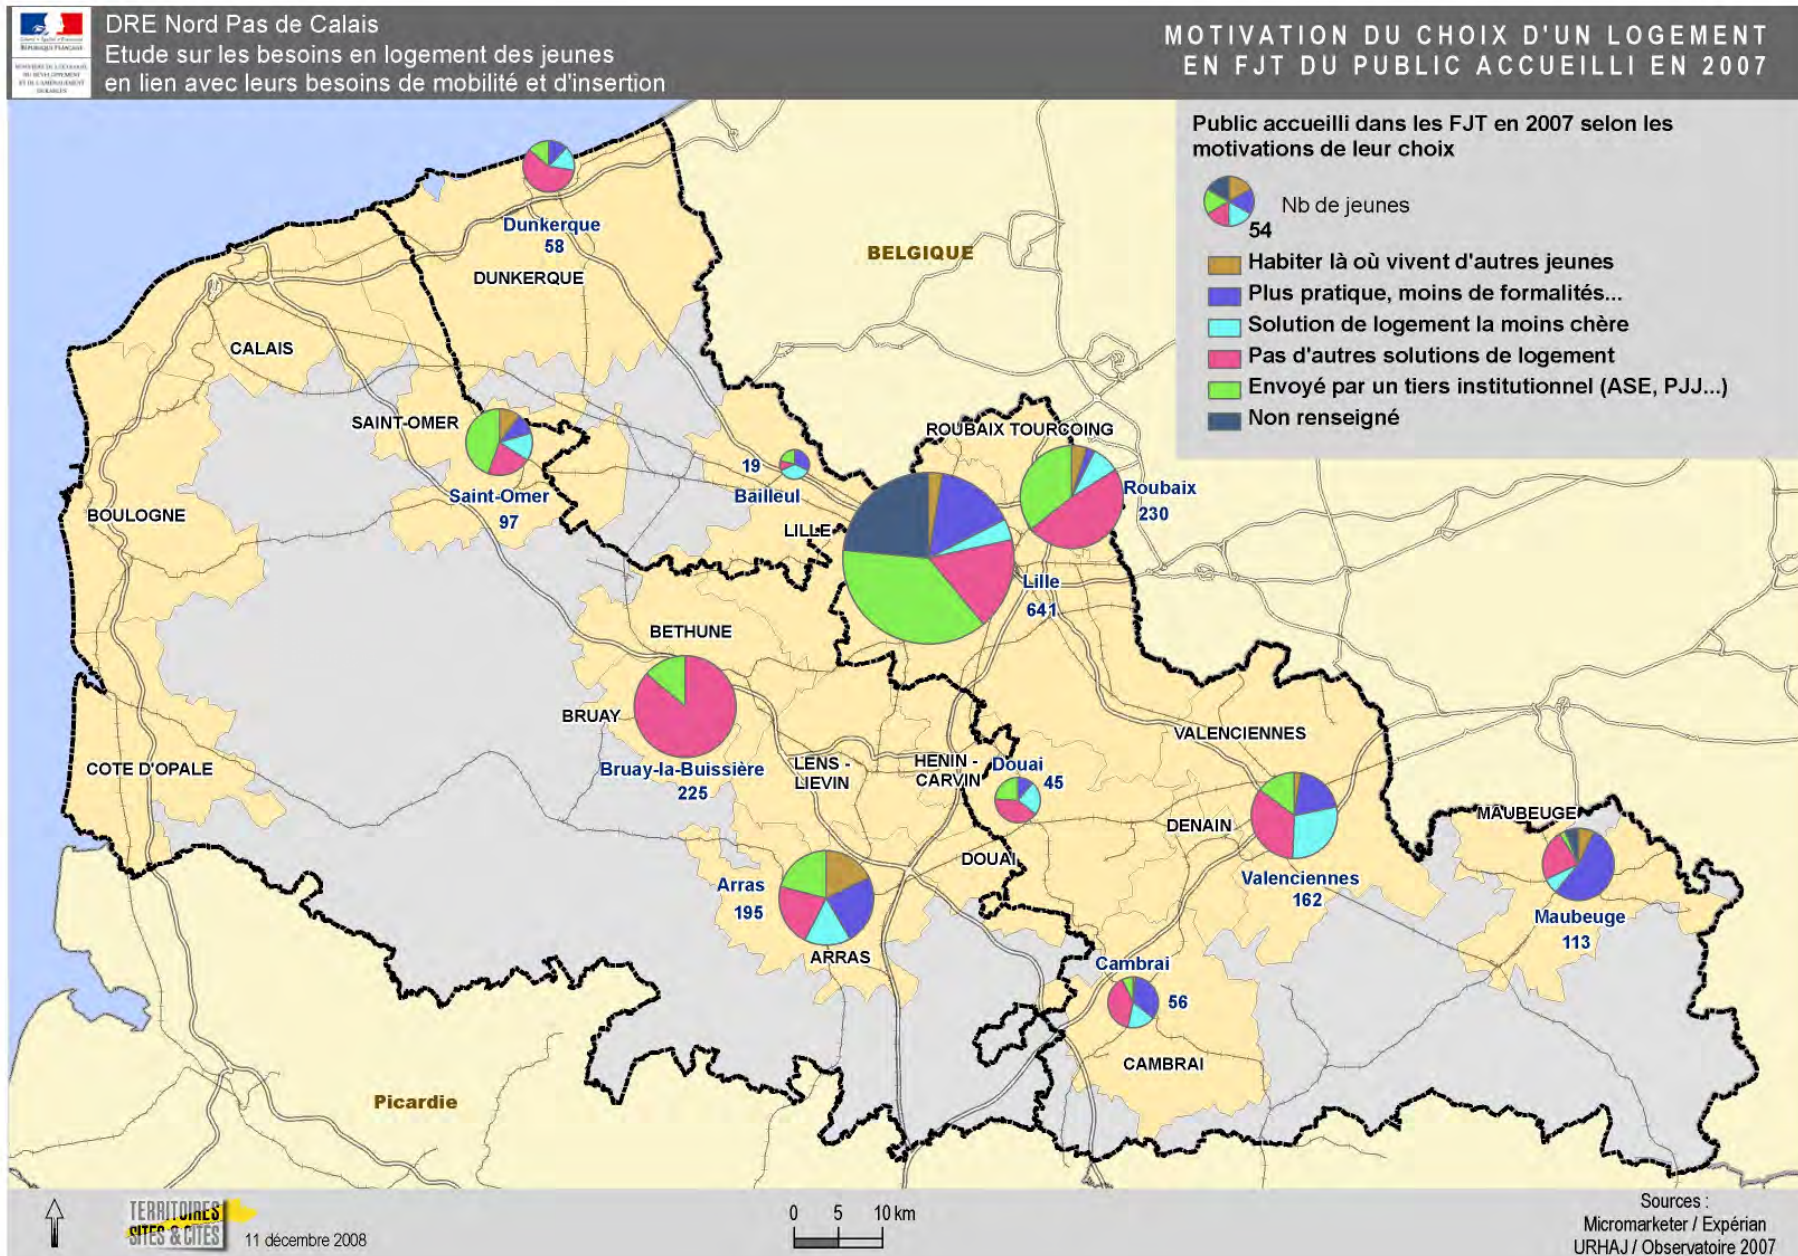 DRE Nord Pas de Calais
Etude sur les besoins en logement des jeunes
en lien avec leurs besoins de mobilité et d'insertion
MOTIVATION DU CHOIX D'UN LOGEMENT
EN FJT DU PUBLIC ACCUEILLI EN 2007
RÉPUBLIQUE FRANÇAISE
Public accueilli dans les FJT en 2007 selon les
motivations de leur choix
Nb de jeunes
54
Habiter là où vivent d'autres jeunes
Plus pratique, moins de formalités...
Solution de logement la moins chère
Pas d'autres solutions de logement
Envoyé par un tiers institutionnel (ASE, PJJ...)
Non renseigné
Dunkerque
58
DUNKERQUE
BELGIQUE
CALAIS
SAINT-OMER
Saint-Omer
97
BOULOGNE
19
Bailleul
ROUBAIX TOURCOING
Roubaix
230
LILLE
Lille
641
BETHUNE
BRUAY
Bruay-la-Buissière
225
COTE D'OPALE
LENS -
LIEVIN
HENIN -
CARVIN
Douai
45
DOUAI
VALENCIENNES
DENAIN
Valenciennes
162
MAUBEUGE
Maubeuge
113
Arras
195
ARRAS
Cambrai
56
CAMBRAI
Picardie
TERRITOIRES
SITES & CITÉS
11 décembre 2008
0 5 10 km
Sources :
Micromarketer / Expérian
URHAJ / Observatoire 2007